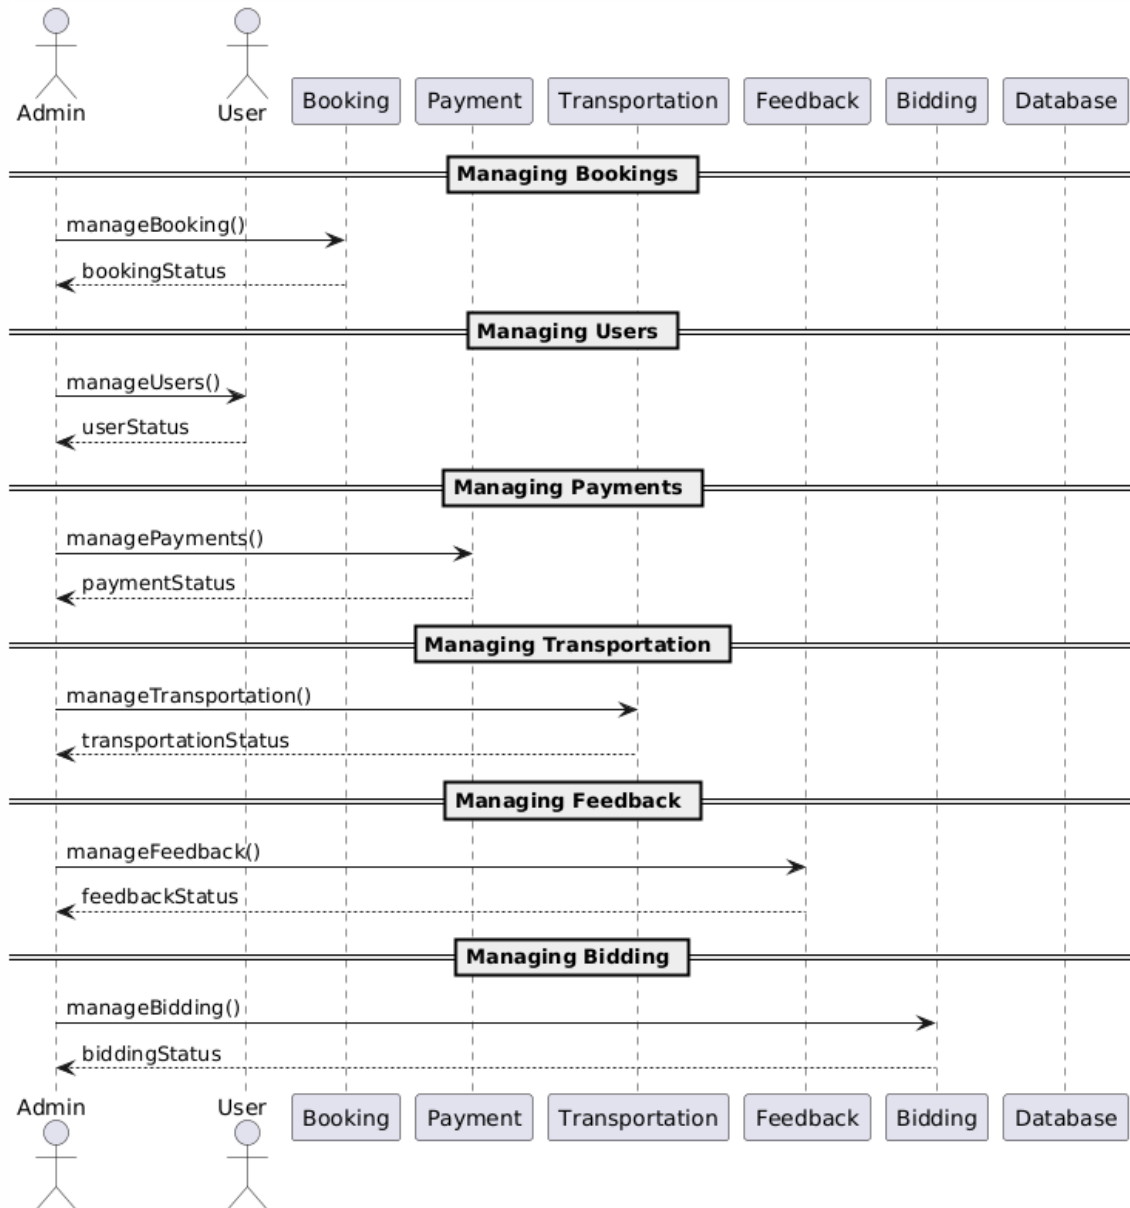 Admin User Booking Payment Transportation Feedback Bidding Database
Managing Bookings
manageBooking()
bookingStatus
Managing Users
manageUsers()
userStatus
Managing Payments
managePayments()
paymentStatus
Managing Transportation
manageTransportation()
transportationStatus
Managing Feedback
manageFeedback()
feedbackStatus
Managing Bidding
manageBidding()
biddingStatus
Admin User Booking Payment Transportation Feedback Bidding Database